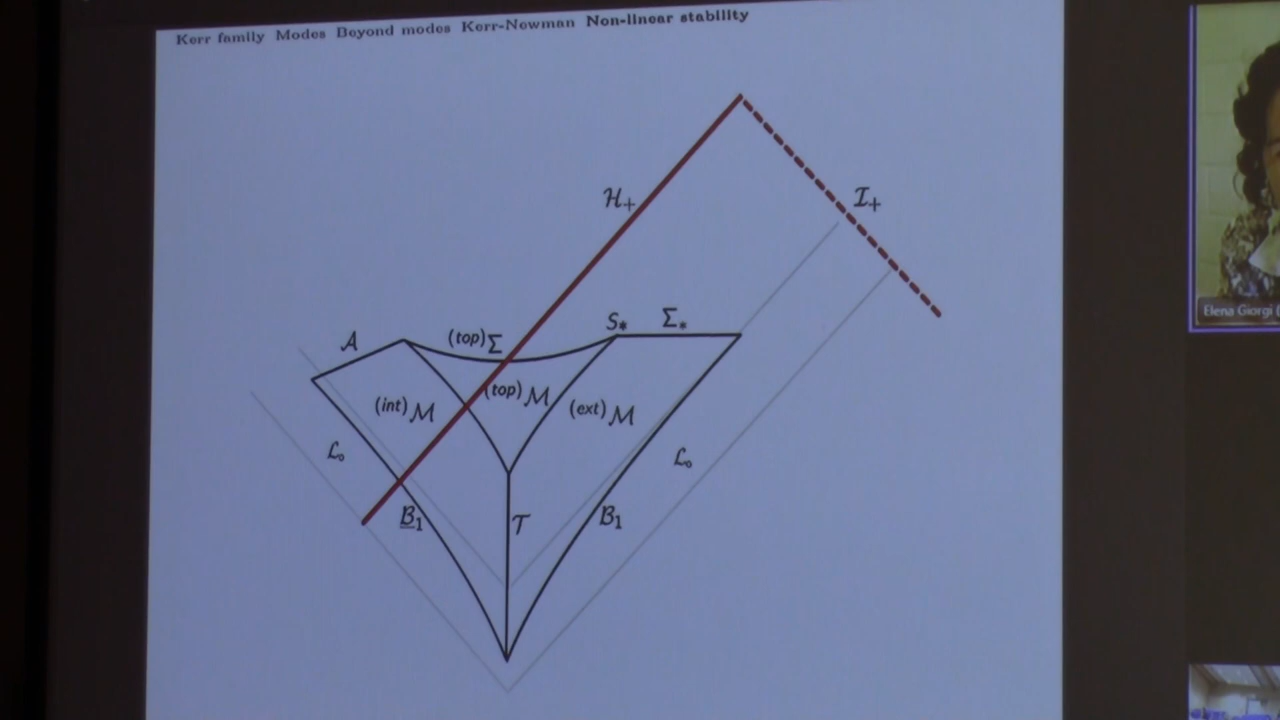 Kerr family Modes Beyond modes Kerr-Newman Non-linear stability
ℋ₊
ℐ₊
S∗ Σ∗
𝒜 (top)Σ
(int)ℳ (top)ℳ (ext)ℳ
ℒ₀ ℒ₀
ℬ̲₁ 𝒯 ℬ₁
Elena Giorgi (